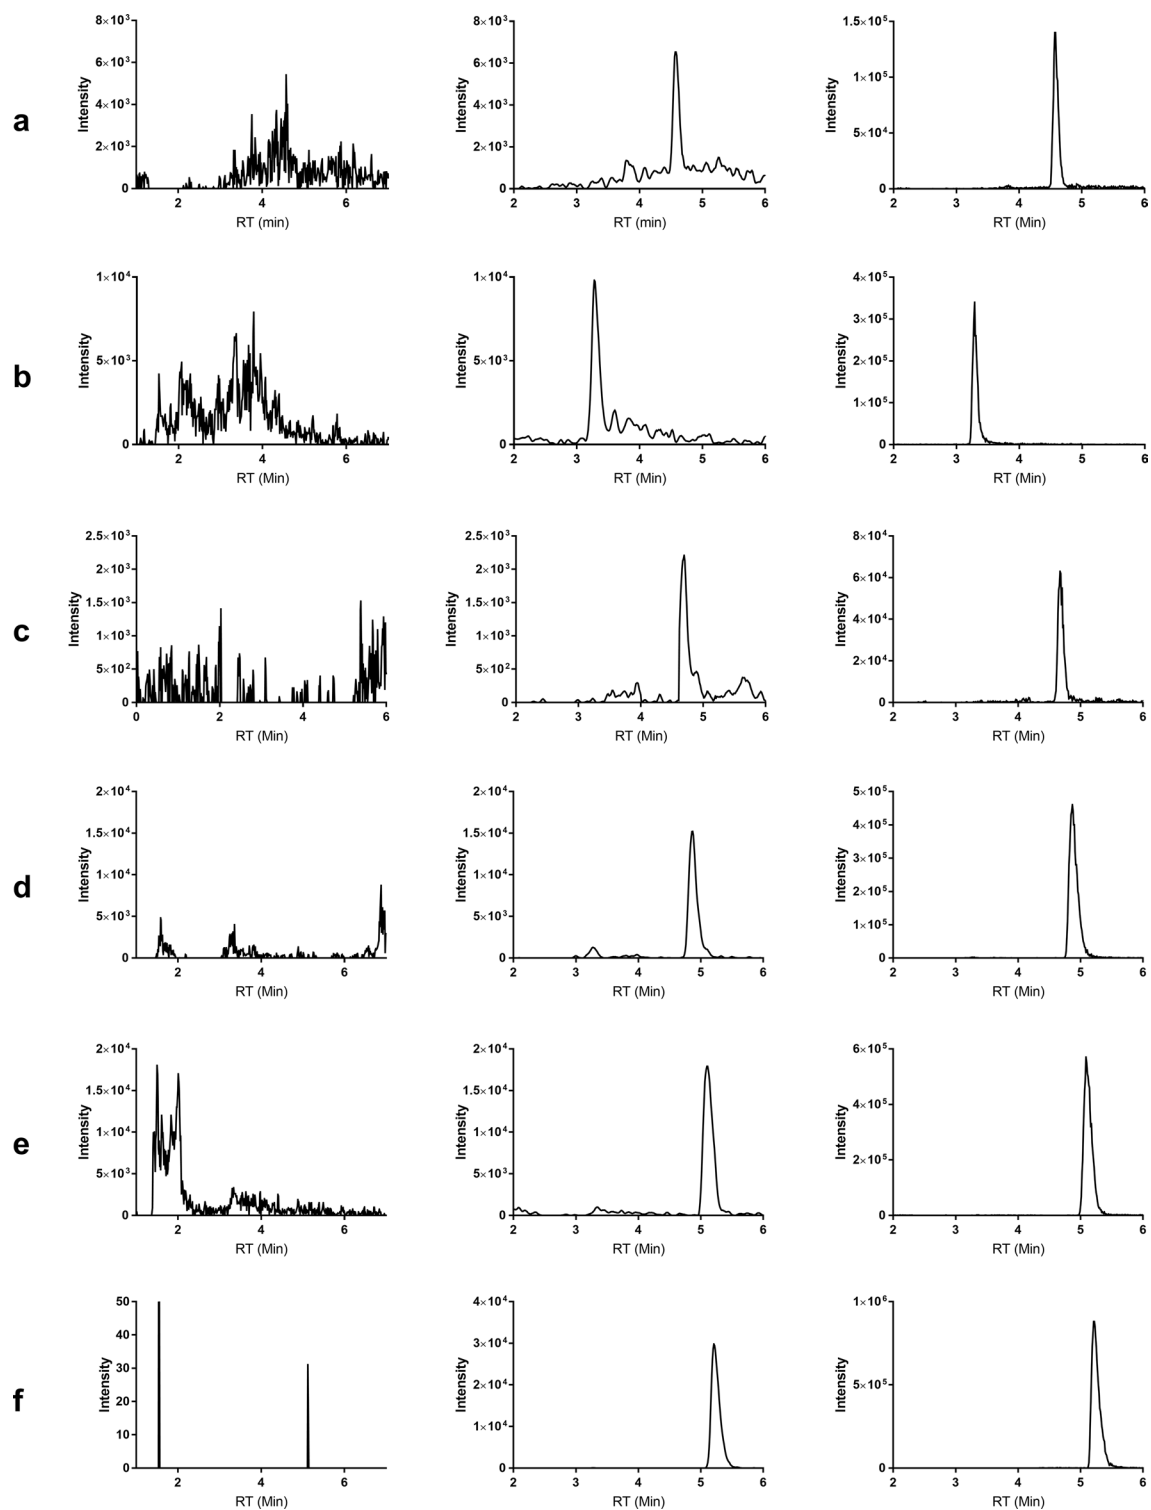 a
Intensity
8×10³
6×10³
4×10³
2×10³
0
2 4 6
RT (min)
Intensity
8×10³
6×10³
4×10³
2×10³
0
2 3 4 5 6
RT (min)
Intensity
1.5×10⁵
1×10⁵
5×10⁴
0
2 3 4 5 6
RT (Min)
b
Intensity
1×10⁴
5×10³
0
2 4 6
RT (Min)
Intensity
1×10⁴
5×10³
0
2 3 4 5 6
RT (Min)
Intensity
4×10⁵
3×10⁵
2×10⁵
1×10⁵
0
2 3 4 5 6
RT (Min)
c
Intensity
2.5×10³
2×10³
1.5×10³
1×10³
5×10²
0
0 2 4 6
RT (Min)
Intensity
2.5×10³
2×10³
1.5×10³
1×10³
5×10²
0
2 3 4 5 6
RT (Min)
Intensity
8×10⁴
6×10⁴
4×10⁴
2×10⁴
0
2 3 4 5 6
RT (Min)
d
Intensity
2×10⁴
1.5×10⁴
1×10⁴
5×10³
0
2 4 6
RT (Min)
Intensity
2×10⁴
1.5×10⁴
1×10⁴
5×10³
0
2 3 4 5 6
RT (Min)
Intensity
5×10⁵
4×10⁵
3×10⁵
2×10⁵
1×10⁵
0
2 3 4 5 6
RT (Min)
e
Intensity
2×10⁴
1.5×10⁴
1×10⁴
5×10³
0
2 4 6
RT (Min)
Intensity
2×10⁴
1.5×10⁴
1×10⁴
5×10³
0
2 3 4 5 6
RT (Min)
Intensity
6×10⁵
4×10⁵
2×10⁵
0
2 3 4 5 6
RT (Min)
f
Intensity
50
40
30
20
10
0
2 4 6
RT (Min)
Intensity
4×10⁴
3×10⁴
2×10⁴
1×10⁴
0
2 3 4 5 6
RT (Min)
Intensity
1×10⁶
5×10⁵
0
2 3 4 5 6
RT (Min)